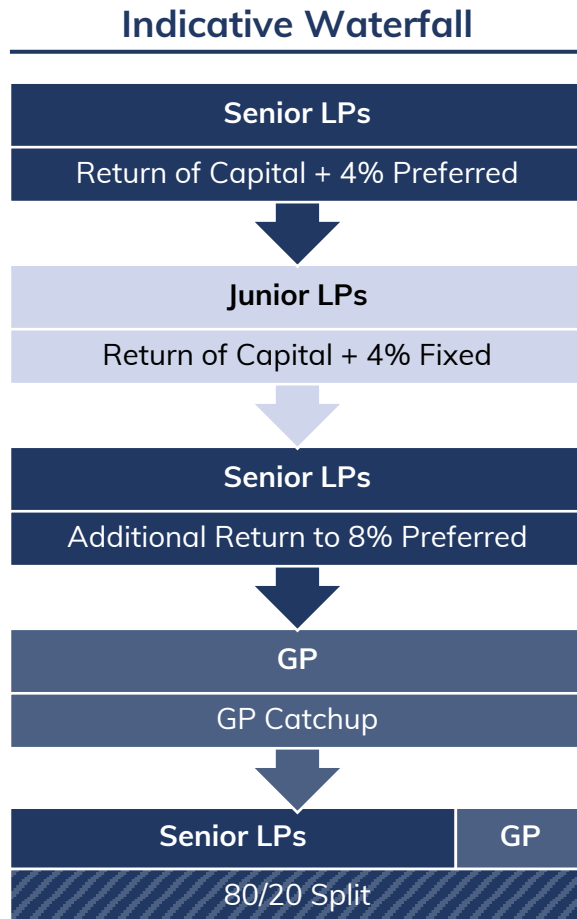 Indicative Waterfall
Senior LPs
Return of Capital + 4% Preferred
Junior LPs
Return of Capital + 4% Fixed
Senior LPs
Additional Return to 8% Preferred
GP
GP Catchup
Senior LPs GP
80/20 Split